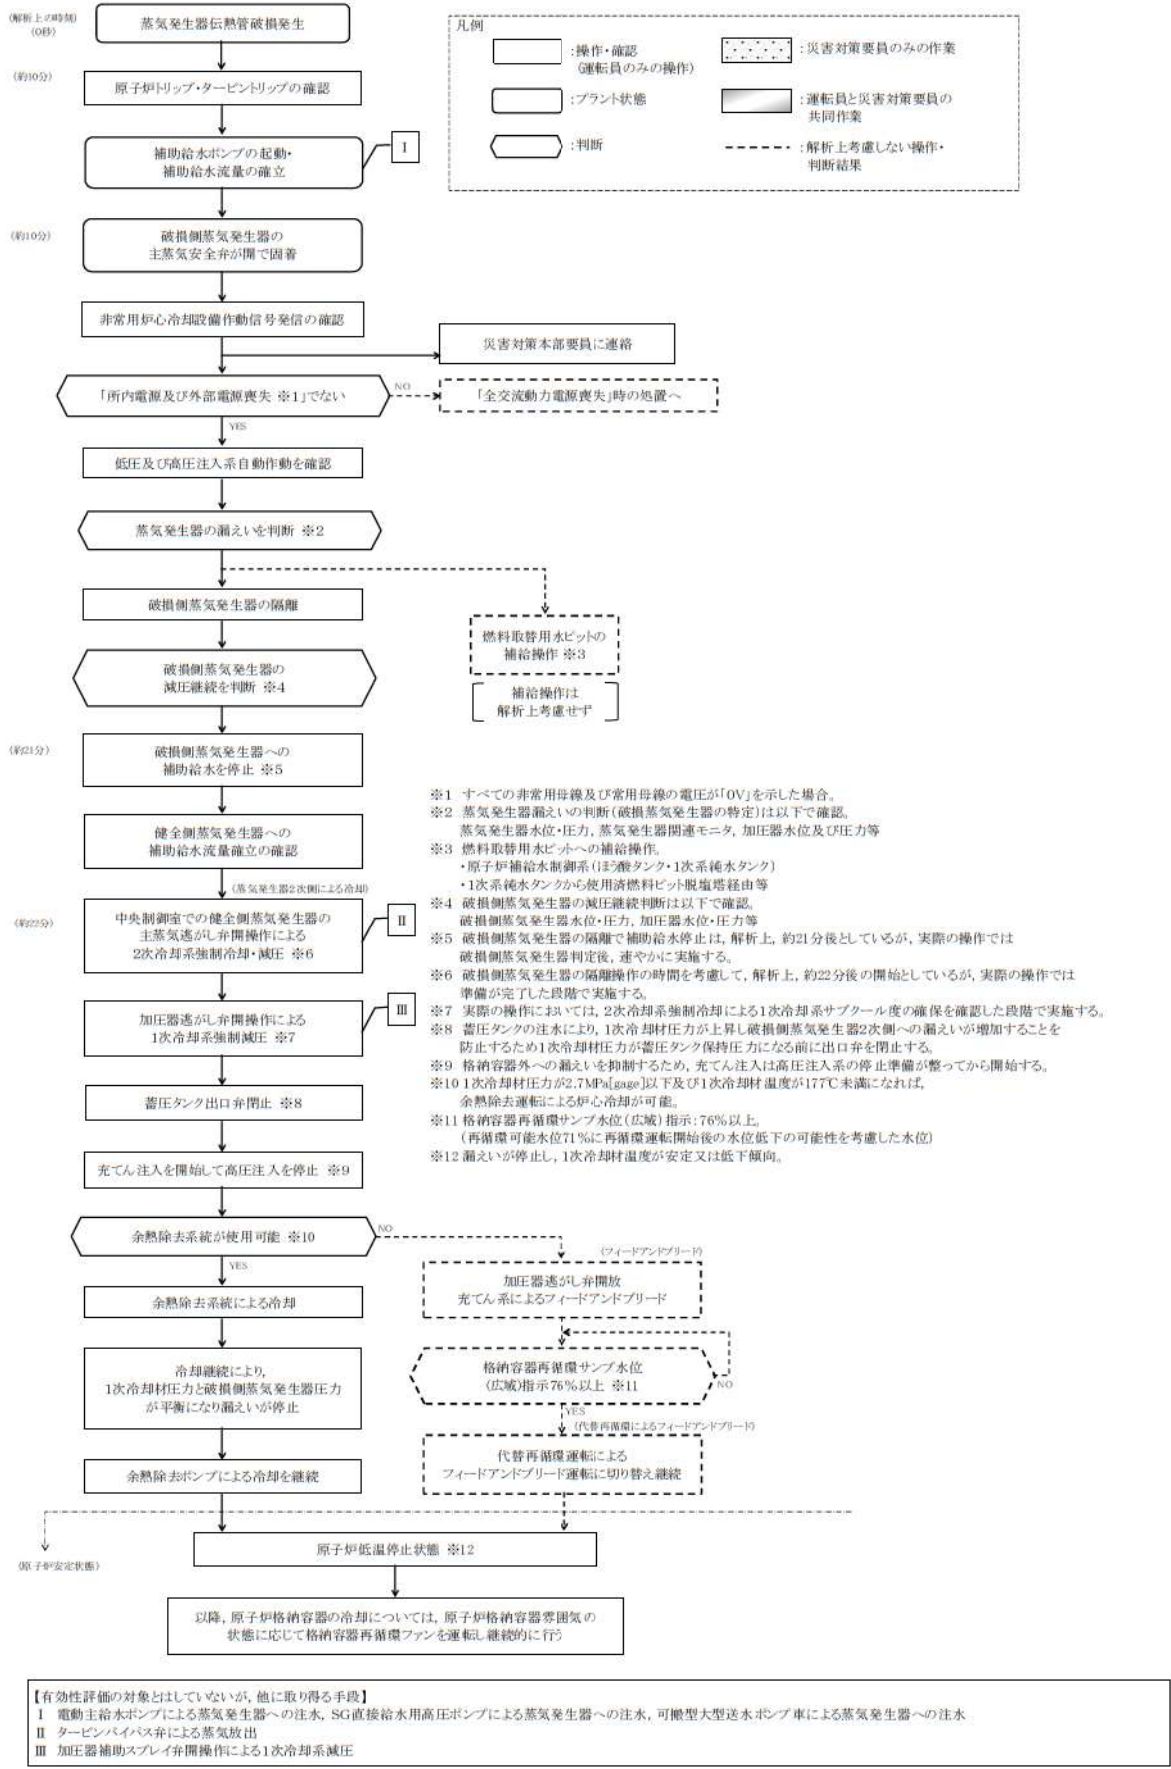 (解析上の時刻)
(0秒)
蒸気発生器伝熱管破損発生
(約10分)
原子炉トリップ・タービントリップの確認
補助給水ポンプの起動・
補助給水流量の確立
Ⅰ
(約10分)
破損側蒸気発生器の
主蒸気安全弁が開で固着
非常用炉心冷却設備作動信号発信の確認
災害対策本部要員に連絡
「所内電源及び外部電源喪失 ※1」でない
NO
「全交流動力電源喪失」時の処置へ
YES
低圧及び高圧注入系自動作動を確認
蒸気発生器の漏えいを判断 ※2
破損側蒸気発生器の隔離
燃料取替用水ピットの
補給操作 ※3
補給操作は
解析上考慮せず
破損側蒸気発生器の
減圧継続を判断 ※4
(約21分)
破損側蒸気発生器への
補助給水を停止 ※5
健全側蒸気発生器への
補助給水流量確立の確認
(蒸気発生器2次側による冷却)
(約22分)
中央制御室での健全側蒸気発生器の
主蒸気逃がし弁開操作による
2次冷却系強制冷却・減圧 ※6
Ⅱ
加圧器逃がし弁開操作による
1次冷却系強制減圧 ※7
Ⅲ
蓄圧タンク出口弁閉止 ※8
充てん注入を開始して高圧注入を停止 ※9
余熱除去系統が使用可能 ※10
NO
YES
余熱除去系統による冷却
冷却継続により,
1次冷却材圧力と破損側蒸気発生器圧力
が平衡になり漏えいが停止
余熱除去ポンプによる冷却を継続
(フィードアンドブリード)
加圧器逃がし弁開放
充てん系によるフィードアンドブリード
格納容器再循環サンプ水位
(広域)指示76%以上 ※11
NO
YES
(代替再循環によるフィードアンドブリード)
代替再循環運転による
フィードアンドブリード運転に切り替え継続
(原子炉安定状態)
原子炉低温停止状態 ※12
以降, 原子炉格納容器の冷却については, 原子炉格納容器雰囲気の
状態に応じて格納容器再循環ファンを運転し継続的に行う
凡例
:操作・確認
(運転員のみの操作)
:プラント状態
:判断
:災害対策要員のみの作業
:運転員と災害対策要員の
共同作業
:解析上考慮しない操作・
判断結果
※1 すべての非常用母線及び常用母線の電圧が「0V」を示した場合。
※2 蒸気発生器漏えいの判断(破損蒸気発生器の特定)は以下で確認。
蒸気発生器水位・圧力, 蒸気発生器関連モニタ, 加圧器水位及び圧力等
※3 燃料取替用水ピットへの補給操作。
・原子炉補給水制御系(ほう酸タンク・1次系純水タンク)
・1次系純水タンクから使用済燃料ピット脱塩塔経由等
※4 破損側蒸気発生器の減圧継続判断は以下で確認。
破損側蒸気発生器水位・圧力, 加圧器水位・圧力等
※5 破損側蒸気発生器の隔離で補助給水停止は, 解析上, 約21分後としているが, 実際の操作では
破損側蒸気発生器判定後, 速やかに実施する。
※6 破損側蒸気発生器の隔離操作の時間を考慮して, 解析上, 約22分後の開始としているが, 実際の操作では
準備が完了した段階で実施する。
※7 実際の操作においては, 2次冷却系強制冷却による1次冷却系サブクール度の確保を確認した段階で実施する。
※8 蓄圧タンクの注水により, 1次冷却材圧力が上昇し破損側蒸気発生器2次側への漏えいが増加することを
防止するため1次冷却材圧力が蓄圧タンク保持圧力になる前に出口弁を閉止する。
※9 格納容器外への漏えいを抑制するため, 充てん注入は高圧注入系の停止準備が整ってから開始する。
※10 1次冷却材圧力が2.7MPa[gage]以下及び1次冷却材温度が177℃未満になれば,
余熱除去運転による炉心冷却が可能。
※11 格納容器再循環サンプ水位(広域)指示:76%以上。
(再循環可能水位71%に再循環運転開始後の水位低下の可能性を考慮した水位)
※12 漏えいが停止し, 1次冷却材温度が安定又は低下傾向。
【有効性評価の対象とはしていないが, 他に取り得る手段】
Ⅰ 電動主給水ポンプによる蒸気発生器への注水, SG直接給水用高圧ポンプによる蒸気発生器への注水, 可搬型大型送水ポンプ車による蒸気発生器への注水
Ⅱ タービンバイパス弁による蒸気放出
Ⅲ 加圧器補助スプレイ弁開操作による1次冷却系減圧